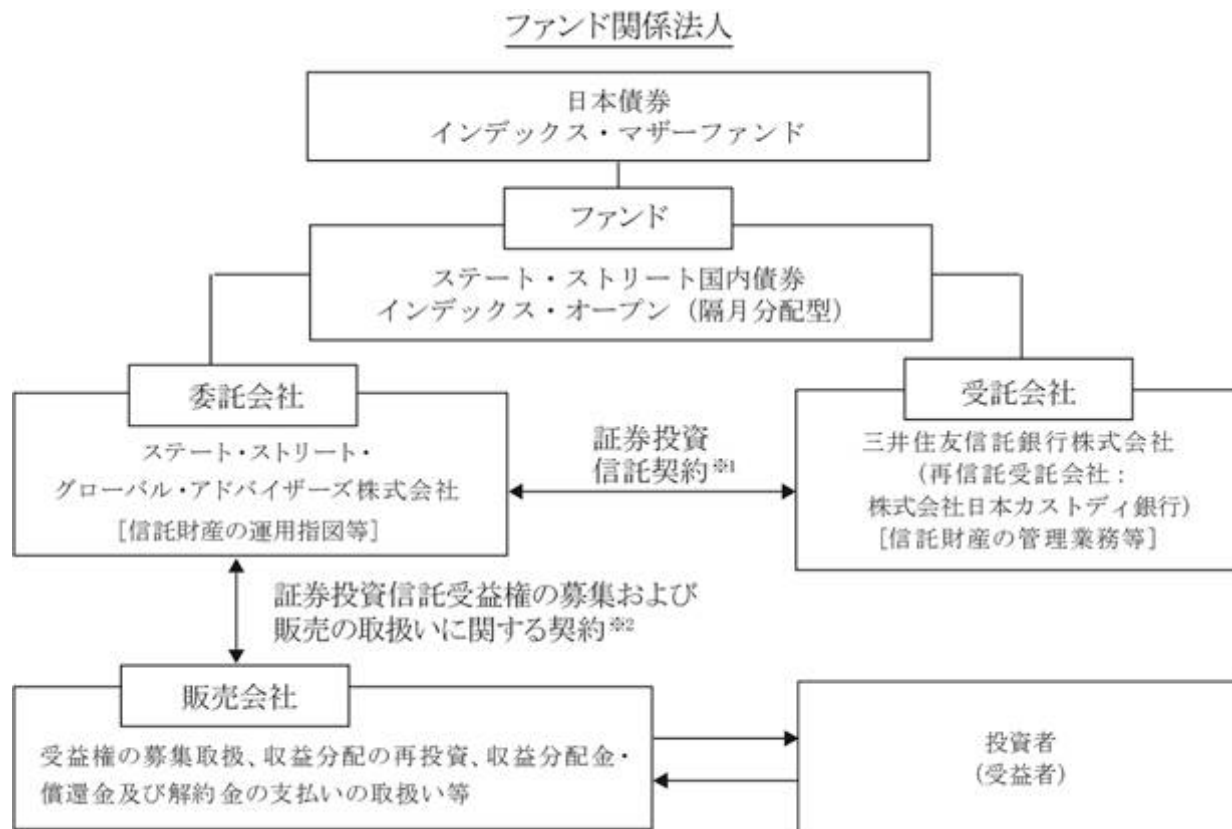 ファンド関係法人
日本債券
インデックス・マザーファンド
ファンド
ステート・ストリート国内債券
インデックス・オープン（隔月分配型）
委託会社
ステート・ストリート・
グローバル・アドバイザーズ株式会社
［信託財産の運用指図等］
証券投資
信託契約※1
受託会社
三井住友信託銀行株式会社
（再信託受託会社：
株式会社日本カストディ銀行）
［信託財産の管理業務等］
証券投資信託受益権の募集および
販売の取扱いに関する契約※2
販売会社
受益権の募集取扱、収益分配の再投資、収益分配金・
償還金及び解約金の支払いの取扱い等
投資者
（受益者）